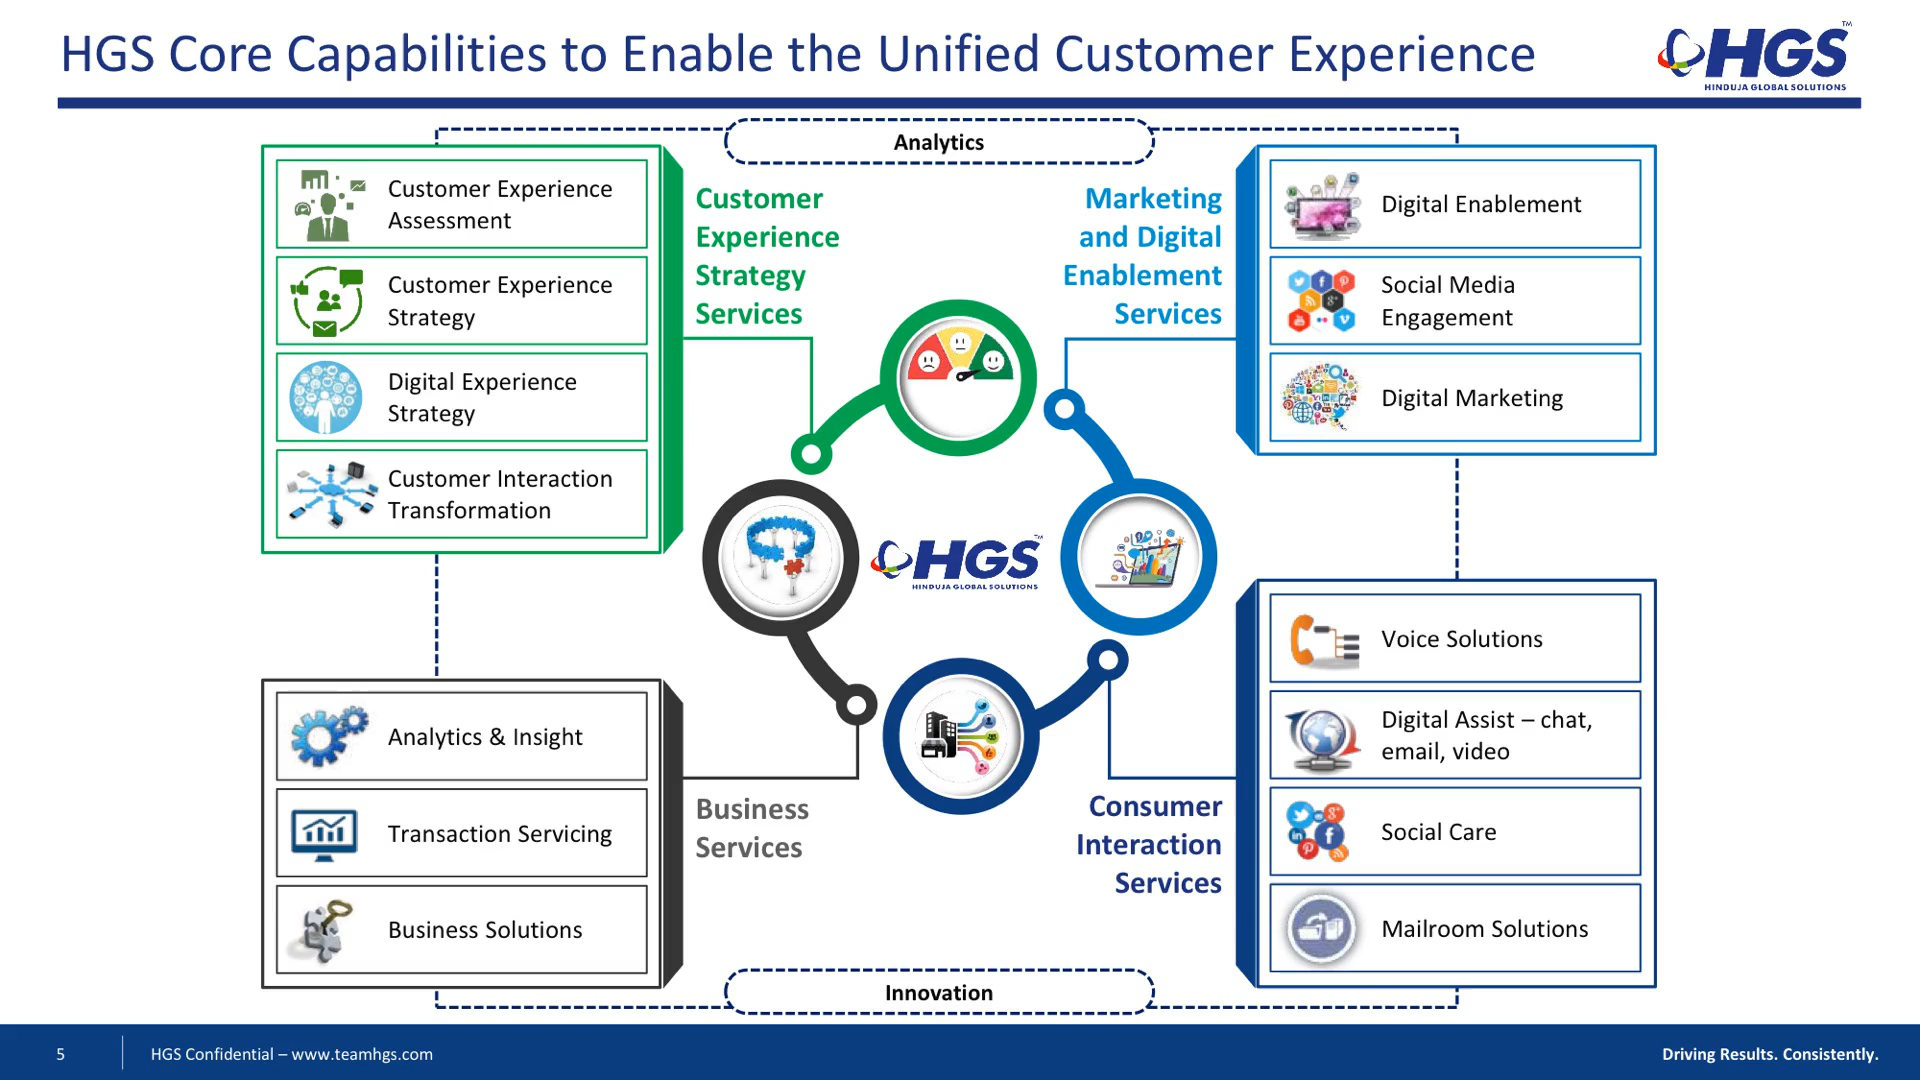 HGS Core Capabilities to Enable the Unified Customer Experience
HGS™
HINDUJA GLOBAL SOLUTIONS
Analytics
Customer Experience
Assessment
Customer Experience
Strategy
Digital Experience
Strategy
Customer Interaction
Transformation
Customer
Experience
Strategy
Services
Marketing
and Digital
Enablement
Services
Digital Enablement
Social Media
Engagement
Digital Marketing
HGS™
HINDUJA GLOBAL SOLUTIONS
Analytics & Insight
Transaction Servicing
Business Solutions
Business
Services
Consumer
Interaction
Services
Voice Solutions
Digital Assist – chat,
email, video
Social Care
Mailroom Solutions
Innovation
5
HGS Confidential – www.teamhgs.com
Driving Results. Consistently.